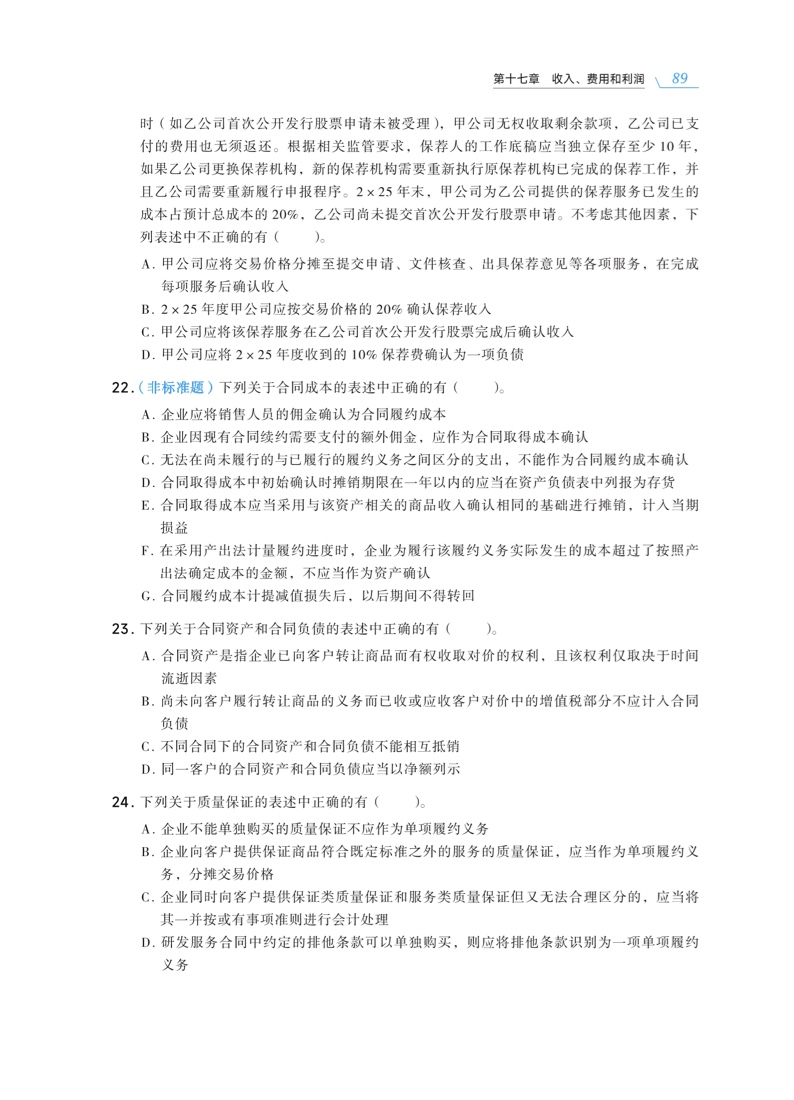 第十七章　收入、费用和利润　89
时（如乙公司首次公开发行股票申请未被受理），甲公司无权收取剩余款项，乙公司已支
付的费用也无须返还。根据相关监管要求，保荐人的工作底稿应当独立保存至少 10 年，
如果乙公司更换保荐机构，新的保荐机构需要重新执行原保荐机构已完成的保荐工作，并
且乙公司需要重新履行申报程序。2 × 25 年末，甲公司为乙公司提供的保荐服务已发生的
成本占预计总成本的 20%，乙公司尚未提交首次公开发行股票申请。不考虑其他因素，下
列表述中不正确的有（　　）。
A. 甲公司应将交易价格分摊至提交申请、文件核查、出具保荐意见等各项服务，在完成
每项服务后确认收入
B. 2 × 25 年度甲公司应按交易价格的 20% 确认保荐收入
C. 甲公司应将该保荐服务在乙公司首次公开发行股票完成后确认收入
D. 甲公司应将 2 × 25 年度收到的 10% 保荐费确认为一项负债
22.（非标准题）下列关于合同成本的表述中正确的有（　　）。
A. 企业应将销售人员的佣金确认为合同履约成本
B. 企业因现有合同续约需要支付的额外佣金，应作为合同取得成本确认
C. 无法在尚未履行的与已履行的履约义务之间区分的支出，不能作为合同履约成本确认
D. 合同取得成本中初始确认时摊销期限在一年以内的应当在资产负债表中列报为存货
E. 合同取得成本应当采用与该资产相关的商品收入确认相同的基础进行摊销，计入当期
损益
F. 在采用产出法计量履约进度时，企业为履行该履约义务实际发生的成本超过了按照产
出法确定成本的金额，不应当作为资产确认
G. 合同履约成本计提减值损失后，以后期间不得转回
23. 下列关于合同资产和合同负债的表述中正确的有（　　）。
A. 合同资产是指企业已向客户转让商品而有权收取对价的权利，且该权利仅取决于时间
流逝因素
B. 尚未向客户履行转让商品的义务而已收或应收客户对价中的增值税部分不应计入合同
负债
C. 不同合同下的合同资产和合同负债不能相互抵销
D. 同一客户的合同资产和合同负债应当以净额列示
24. 下列关于质量保证的表述中正确的有（　　）。
A. 企业不能单独购买的质量保证不应作为单项履约义务
B. 企业向客户提供保证商品符合既定标准之外的服务的质量保证，应当作为单项履约义
务，分摊交易价格
C. 企业同时向客户提供保证类质量保证和服务类质量保证但又无法合理区分的，应当将
其一并按或有事项准则进行会计处理
D. 研发服务合同中约定的排他条款可以单独购买，则应将排他条款识别为一项单项履约
义务